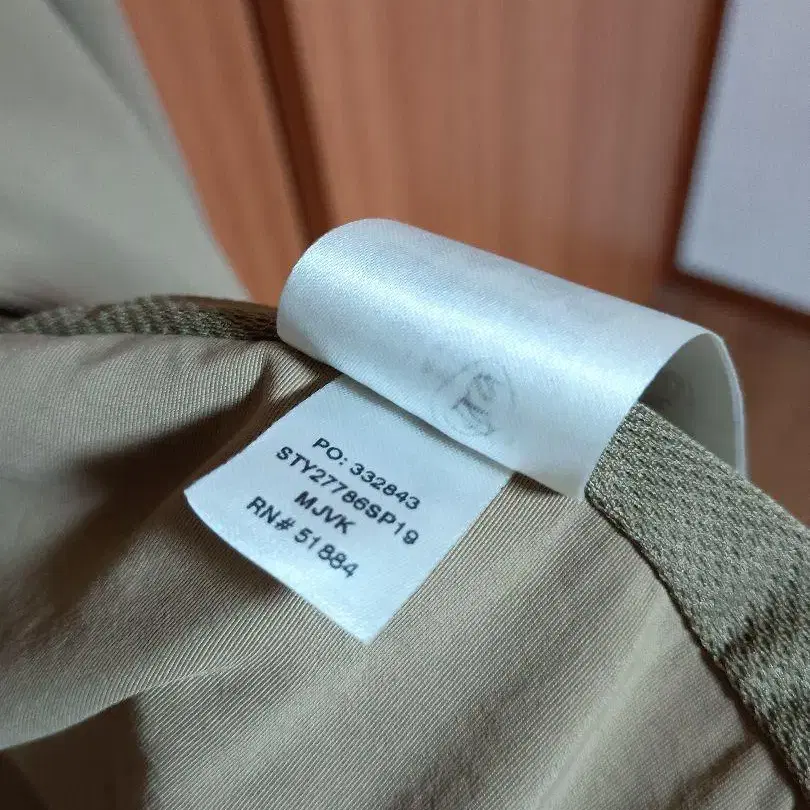 PO: 332843
STY27786SP19
MJVK
RN# 51884